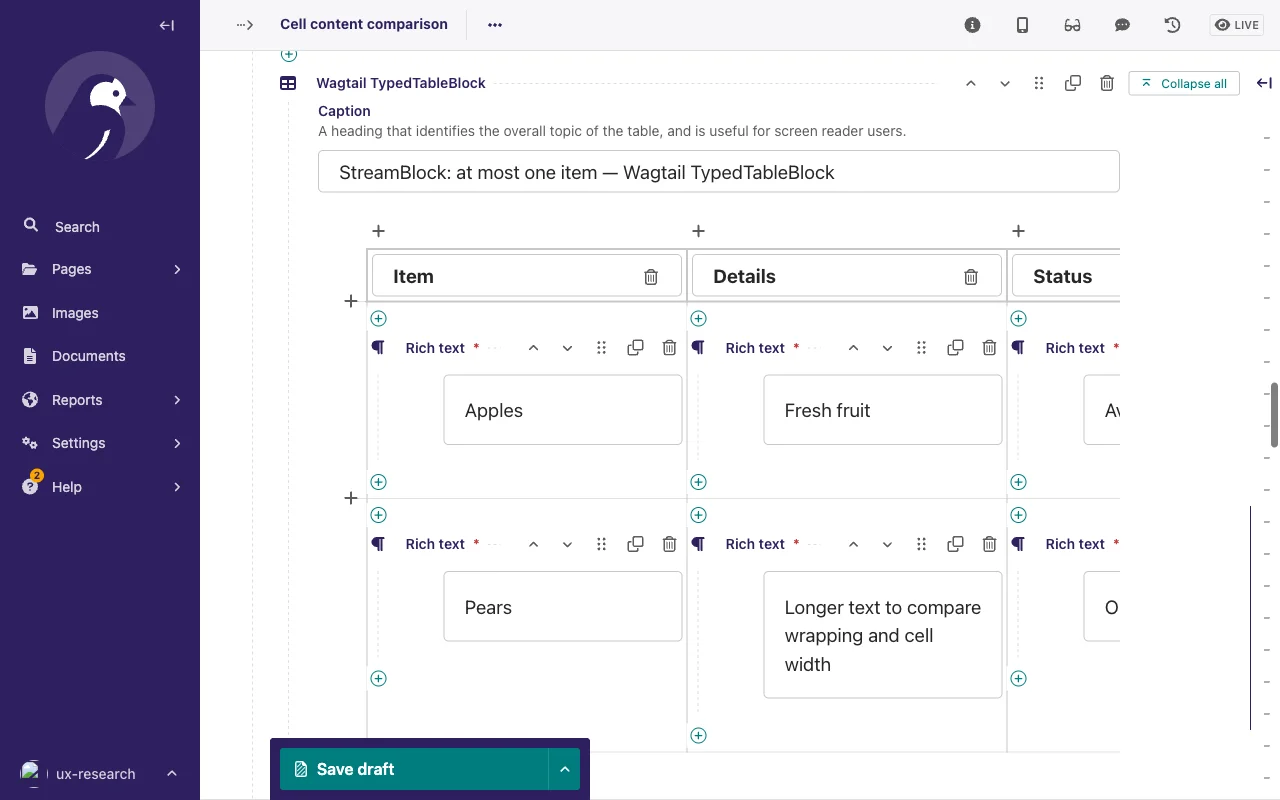 Cell content comparison
LIVE
Wagtail TypedTableBlock
Collapse all
Caption
A heading that identifies the overall topic of the table, and is useful for screen reader users.
StreamBlock: at most one item — Wagtail TypedTableBlock
Item
Details
Status
Rich text *
Rich text *
Rich text *
Apples
Fresh fruit
Rich text *
Rich text *
Rich text *
Pears
Longer text to compare
wrapping and cell
width
O
Search
Pages
Images
Documents
Reports
Settings
2
Help
ux-research
Save draft